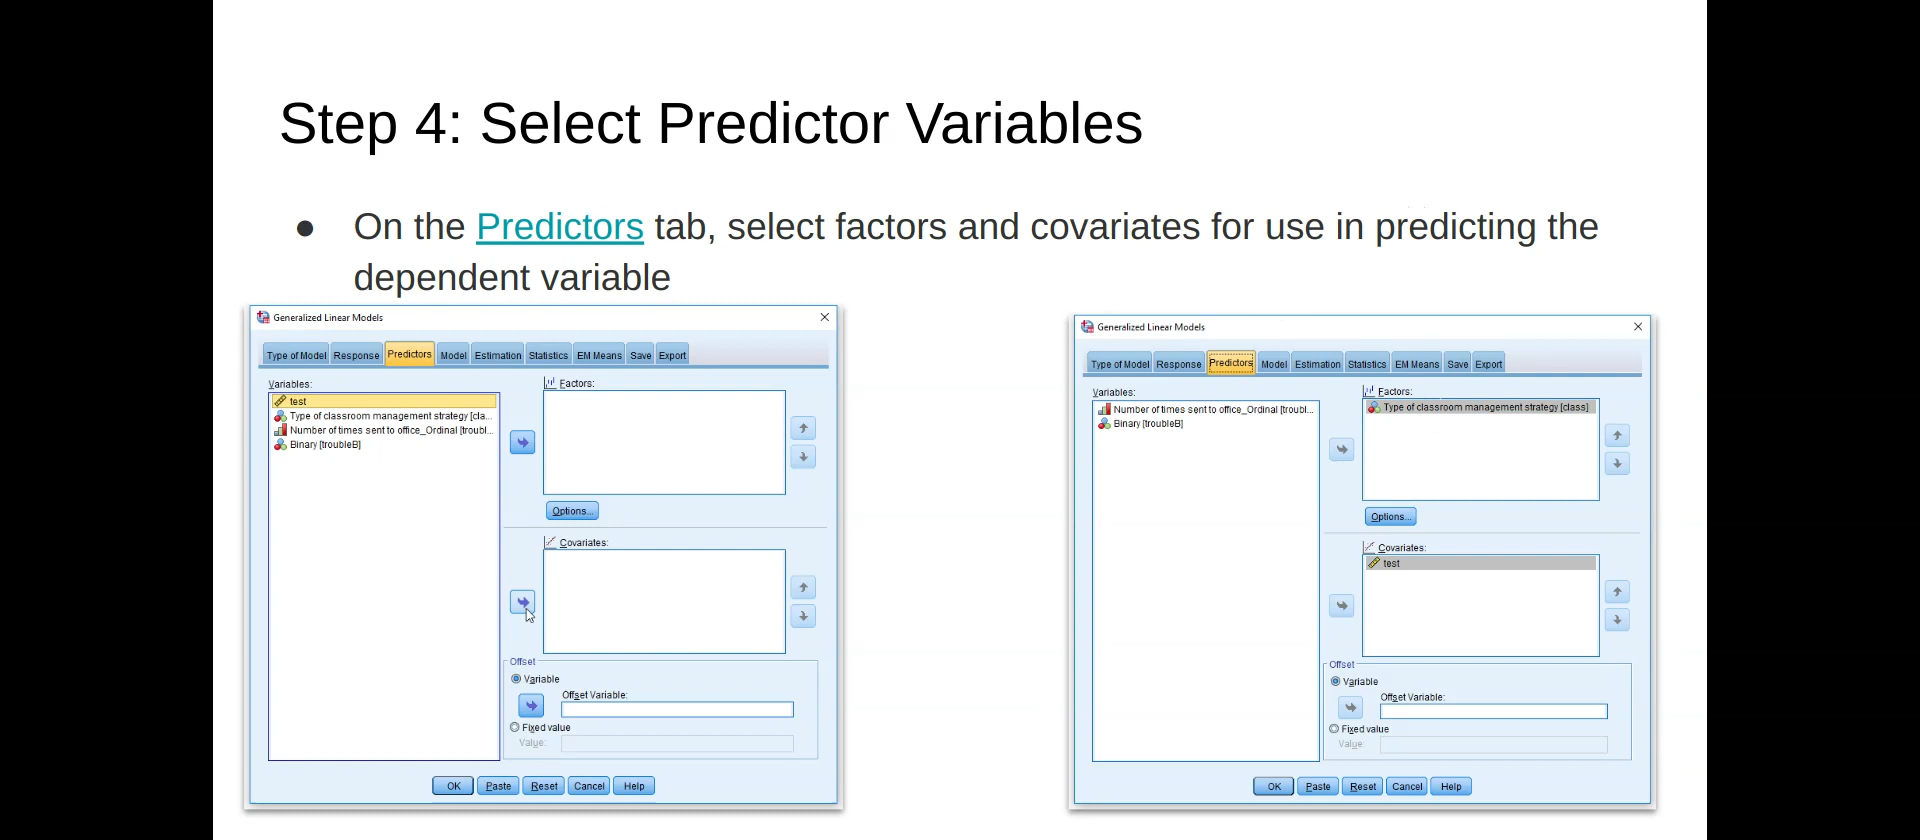 Step 4: Select Predictor Variables
● On the Predictors tab, select factors and covariates for use in predicting the
dependent variable
Generalized Linear Models
Type of Model Response Predictors Model Estimation Statistics EM Means Save Export
Variables:
test
Type of classroom management strategy [cla...
Number of times sent to office_Ordinal [troubl...
Binary [troubleB]
Factors:
Options...
Covariates:
Offset
Variable
Offset Variable:
Fixed value
Value:
OK Paste Reset Cancel Help
Generalized Linear Models
Type of Model Response Predictors Model Estimation Statistics EM Means Save Export
Variables:
Number of times sent to office_Ordinal [troubl...
Binary [troubleB]
Factors:
Type of classroom management strategy [class]
Options...
Covariates:
test
Offset
Variable
Offset Variable:
Fixed value
Value:
OK Paste Reset Cancel Help